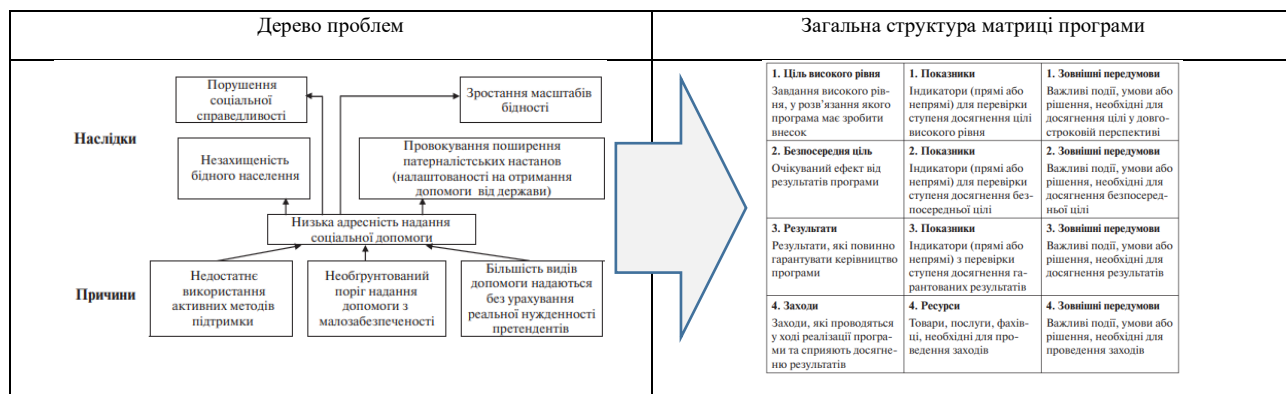 Дерево проблем
Загальна структура матриці програми
Порушення
соціальної
справедливості
Зростання масштабів
бідності
Наслідки
Незахищеність
бідного населення
Провокування поширення
патерналістських настанов
(налаштованості на отримання
допомоги від держави)
Низька адресність надання
соціальної допомоги
Причини
Недостатнє
використання
активних методів
підтримки
Необґрунтований
поріг надання
допомоги з
малозабезпеченості
Більшість видів
допомоги надаються
без урахування
реальної нужденності
претендентів
1. Ціль високого рівня
Завдання високого рів-
ня, у розв’язання якого
програма має зробити
внесок
1. Показники
Індикатори (прямі або
непрямі) для перевірки
ступеня досягнення цілі
високого рівня
1. Зовнішні передумови
Важливі події, умови або
рішення, необхідні для
досягнення цілі у довго-
строковій перспективі
2. Безпосередня ціль
Очікуваний ефект від
результатів програми
2. Показники
Індикатори (прямі або
непрямі) для перевірки
ступеня досягнення без-
посередньої цілі
2. Зовнішні передумови
Важливі події, умови або
рішення, необхідні для
досягнення безпосеред-
ньої цілі
3. Результати
Результати, які повинно
гарантувати керівництво
програми
3. Показники
Індикатори (прямі або
непрямі) з перевірки
ступеня досягнення га-
рантованих результатів
3. Зовнішні передумови
Важливі події, умови або
рішення, необхідні для
досягнення результатів
4. Заходи
Заходи, які проводяться
у ході реалізації програ-
ми та сприяють досягнен-
ню результатів
4. Ресурси
Товари, послуги, фахів-
ці, необхідні для про-
ведення заходів
4. Зовнішні передумови
Важливі події, умови або
рішення, необхідні для
проведення заходів